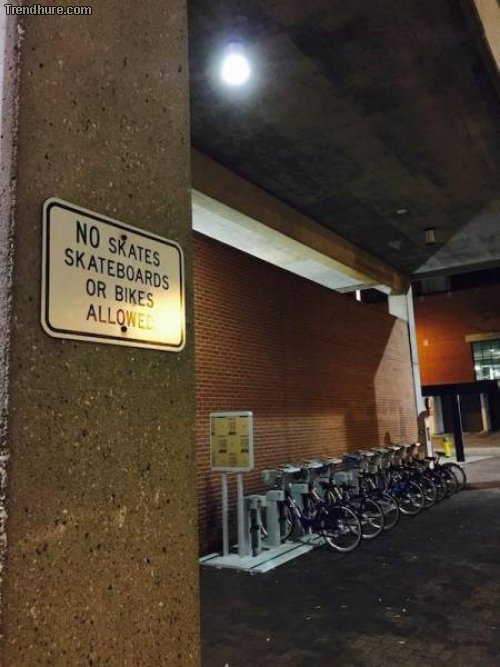 Trendhure.com
NO SKATES
SKATEBOARDS
OR BIKES
ALLOWED